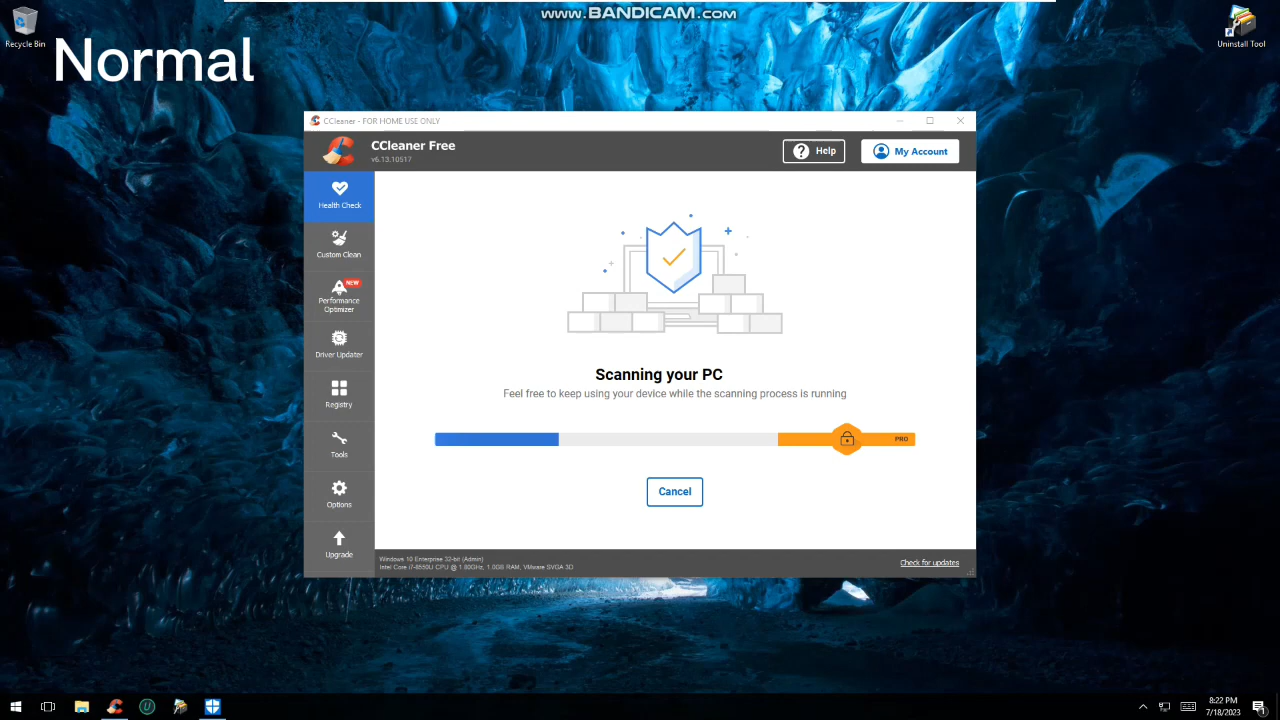 www.BANDICAM.com
Recycle Bin
Normal
Uninstall Tool
CCleaner - FOR HOME USE ONLY
CCleaner Free
v6.13.10517
Help
My Account
Health Check
Custom Clean
NEW
Performance
Optimizer
Driver Updater
Registry
Tools
Options
Upgrade
Scanning your PC
Feel free to keep using your device while the scanning process is running
PRO
Cancel
Windows 10 Enterprise 32-bit (Admin)
Intel Core i7-8550U CPU @ 1.80GHz, 1.0GB RAM, VMware SVGA 3D
Check for updates
8:22 PM
7/18/2023
1